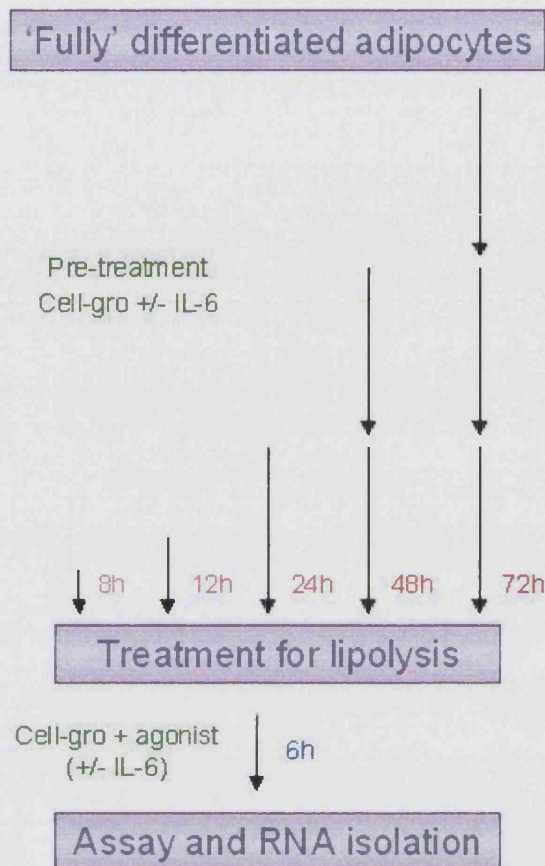 'Fully' differentiated adipocytes
Pre-treatment
Cell-gro +/- IL-6
8h
12h
24h
48h
72h
Treatment for lipolysis
Cell-gro + agonist
(+/- IL-6)
6h
Assay and RNA isolation